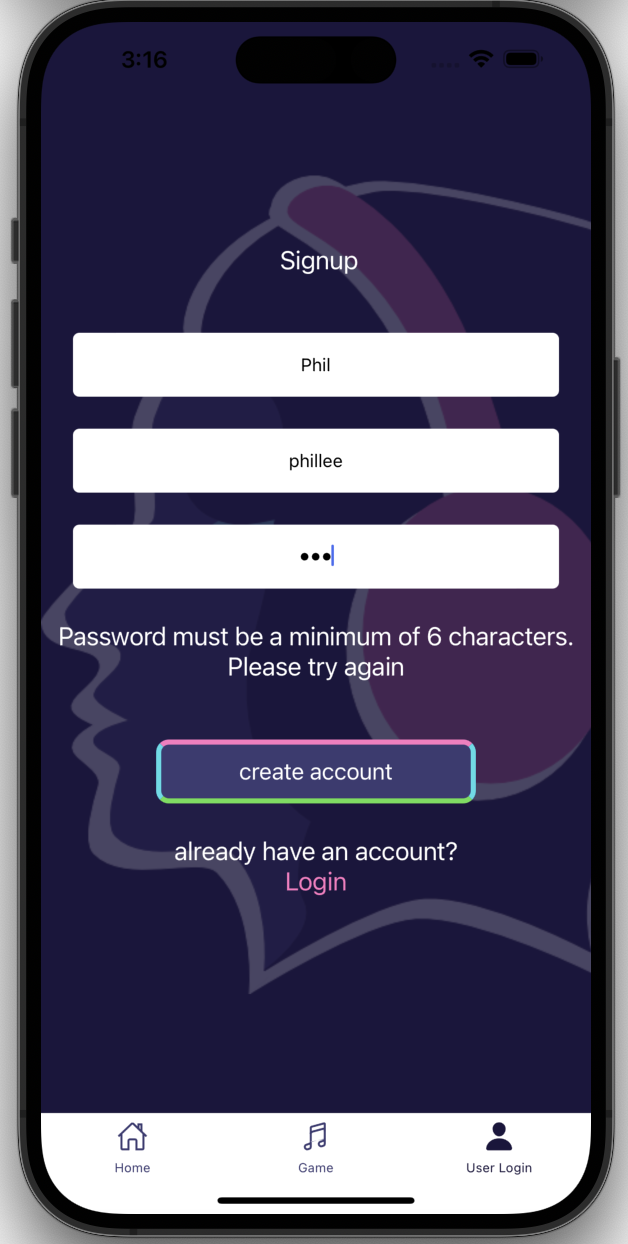 3:16
Signup
Phil
phillee
•••
Password must be a minimum of 6 characters.
Please try again
create account
already have an account?
Login
Home
Game
User Login